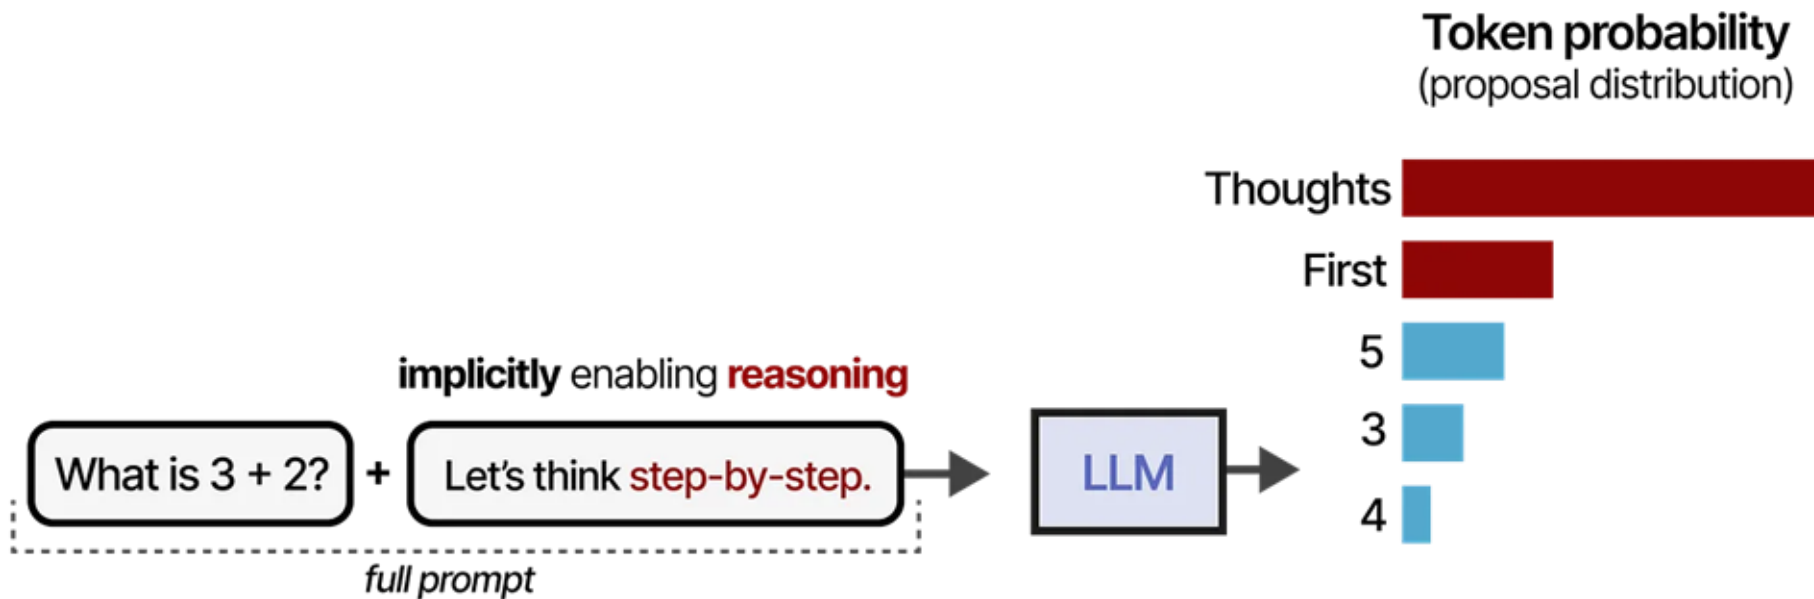 Token probability
(proposal distribution)
Thoughts
First
5
3
4
implicitly enabling reasoning
What is 3 + 2? + Let's think step-by-step.
LLM
full prompt